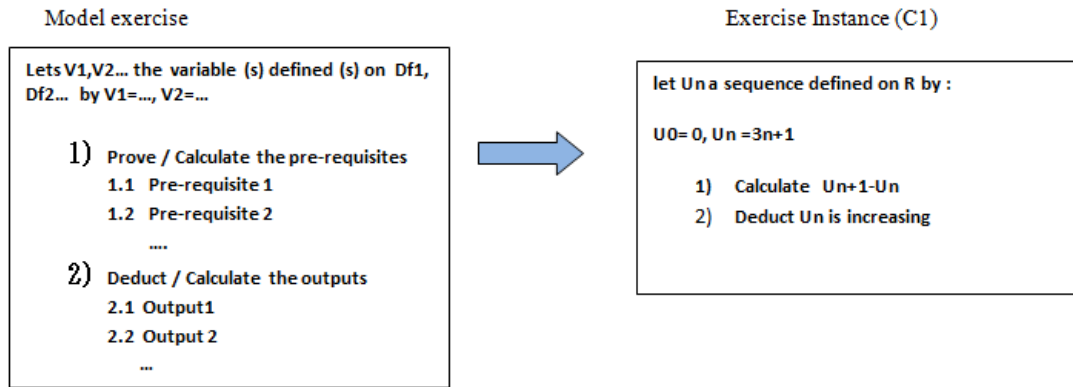 Model exercise
Lets V1,V2... the variable (s) defined (s) on Df1,
Df2... by V1=..., V2=...
1) Prove / Calculate the pre-requisites
1.1 Pre-requisite 1
1.2 Pre-requisite 2
....
2) Deduct / Calculate the outputs
2.1 Output1
2.2 Output 2
...
Exercise Instance (C1)
let Un a sequence defined on R by :
U0= 0, Un =3n+1
1) Calculate Un+1-Un
2) Deduct Un is increasing